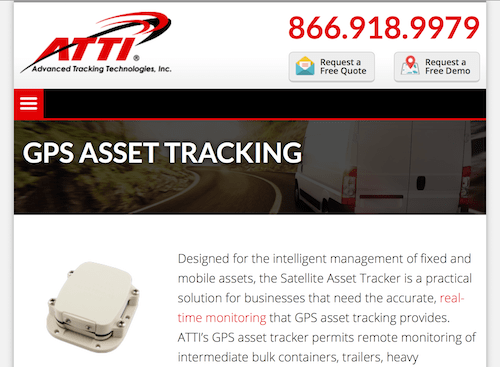 ATTI®
Advanced Tracking Technologies, Inc.
866.918.9979
Request a
Free Quote
Request a
Free Demo
GPS ASSET TRACKING
Designed for the intelligent management of fixed and
mobile assets, the Satellite Asset Tracker is a practical
solution for businesses that need the accurate, real-
time monitoring that GPS asset tracking provides.
ATTI’s GPS asset tracker permits remote monitoring of
intermediate bulk containers, trailers, heavy